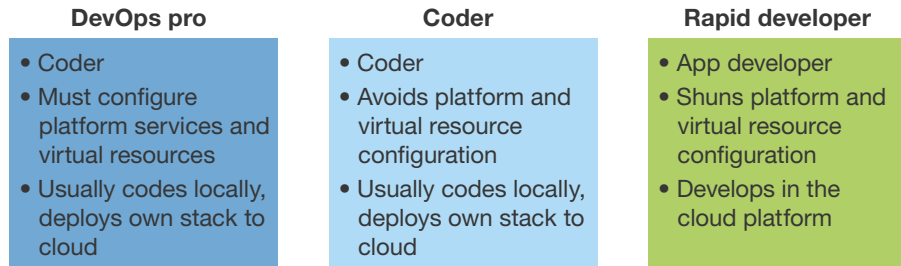 DevOps pro
• Coder
• Must configure
platform services and
virtual resources
• Usually codes locally,
deploys own stack to
cloud
Coder
• Coder
• Avoids platform and
virtual resource
configuration
• Usually codes locally,
deploys own stack to
cloud
Rapid developer
• App developer
• Shuns platform and
virtual resource
configuration
• Develops in the
cloud platform